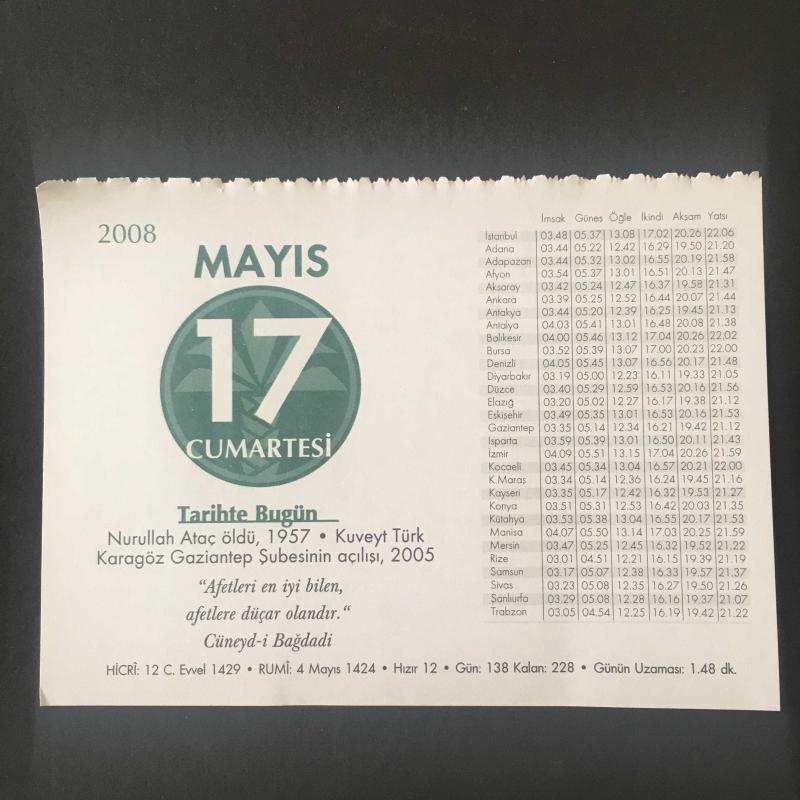 2008
MAYIS
17
CUMARTESİ
Tarihte Bugün
Nurullah Ataç öldü, 1957 • Kuveyt Türk
Karagöz Gaziantep Şubesinin açılışı, 2005
“Afetleri en iyi bilen,
afetlere düçar olandır.“
Cüneyd-i Bağdadi
İmsak Güneş Öğle İkindi Akşam Yatsı
İstanbul 03.48 05.37 13.08 17.02 20.26 22.06
Adana 03.44 05.22 12.42 16.29 19.50 21.20
Adapazarı 03.44 05.32 13.02 16.55 20.19 21.58
Afyon 03.54 05.37 13.01 16.51 20.13 21.47
Aksaray 03.42 05.24 12.47 16.37 19.58 21.31
Ankara 03.39 05.25 12.52 16.44 20.07 21.44
Antakya 03.44 05.20 12.39 16.25 19.45 21.13
Antalya 04.03 05.41 13.01 16.48 20.08 21.38
Balıkesir 04.00 05.46 13.12 17.04 20.26 22.02
Bursa 03.52 05.39 13.07 17.00 20.23 22.00
Denizli 04.05 05.45 13.07 16.56 20.17 21.48
Diyarbakır 03.19 05.00 12.23 16.11 19.33 21.05
Düzce 03.40 05.29 12.59 16.53 20.16 21.56
Elazığ 03.20 05.02 12.27 16.17 19.38 21.12
Eskişehir 03.49 05.35 13.01 16.53 20.16 21.53
Gaziantep 03.35 05.14 12.34 16.21 19.42 21.12
Isparta 03.59 05.39 13.01 16.50 20.11 21.43
İzmir 04.09 05.51 13.15 17.04 20.26 21.59
Kocaeli 03.45 05.34 13.04 16.57 20.21 22.00
K.Maraş 03.34 05.14 12.36 16.24 19.45 21.16
Kayseri 03.35 05.17 12.42 16.32 19.53 21.27
Konya 03.51 05.31 12.53 16.42 20.03 21.35
Kütahya 03.53 05.38 13.04 16.55 20.17 21.53
Manisa 04.07 05.50 13.14 17.03 20.25 21.59
Mersin 03.47 05.25 12.45 16.32 19.52 21.22
Rize 03.01 04.51 12.21 16.15 19.39 21.19
Samsun 03.17 05.07 12.38 16.33 19.57 21.37
Sivas 03.23 05.08 12.35 16.27 19.50 21.26
Şanlıurfa 03.29 05.08 12.28 16.16 19.37 21.07
Trabzon 03.05 04.54 12.25 16.19 19.42 21.22
HİCRÎ: 12 C. Evvel 1429 • RUMÎ: 4 Mayıs 1424 • Hızır 12 • Gün: 138 Kalan: 228 • Günün Uzaması: 1.48 dk.